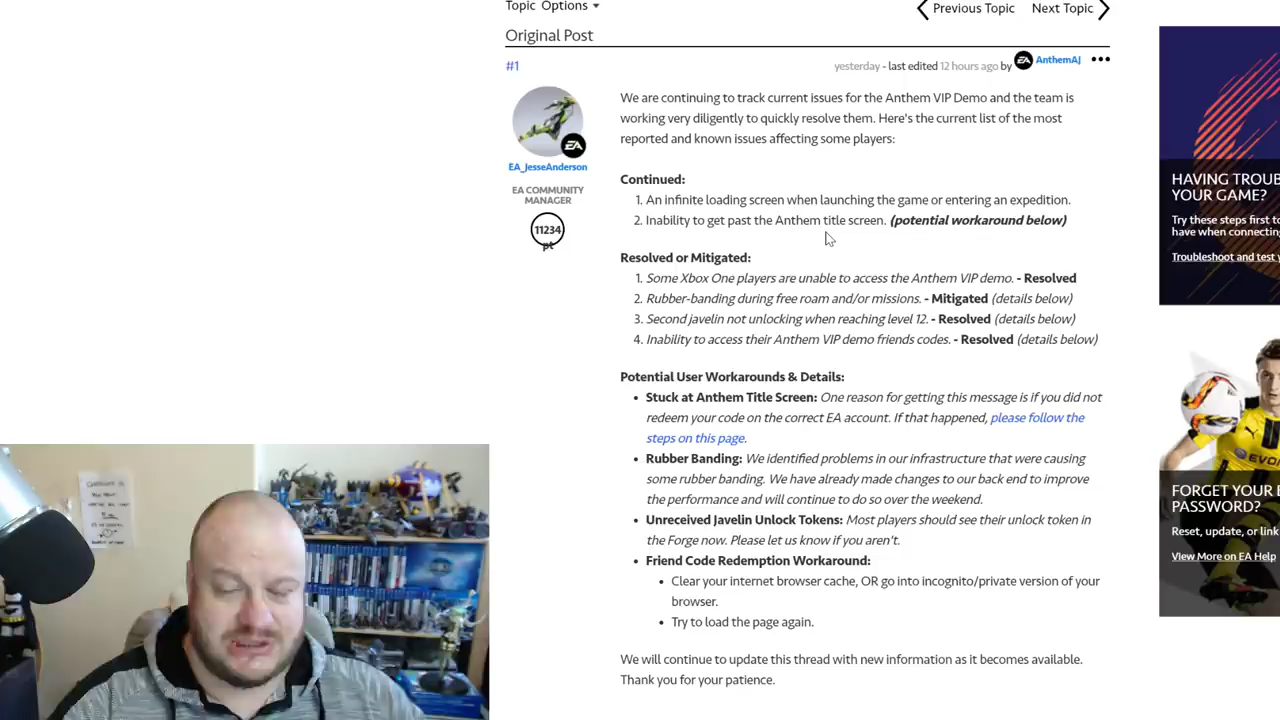 Topic Options
Previous Topic
Next Topic
Original Post
#1
yesterday - last edited 12 hours ago by EA AnthemAJ
EA
EA_JesseAnderson
EA COMMUNITY
MANAGER
11234
pt
We are continuing to track current issues for the Anthem VIP Demo and the team is
working very diligently to quickly resolve them. Here's the current list of the most
reported and known issues affecting some players:
Continued:
1. An infinite loading screen when launching the game or entering an expedition.
2. Inability to get past the Anthem title screen. (potential workaround below)
Resolved or Mitigated:
1. Some Xbox One players are unable to access the Anthem VIP demo. - Resolved
2. Rubber-banding during free roam and/or missions. - Mitigated (details below)
3. Second javelin not unlocking when reaching level 12. - Resolved (details below)
4. Inability to access their Anthem VIP demo friends codes. - Resolved (details below)
Potential User Workarounds & Details:
• Stuck at Anthem Title Screen: One reason for getting this message is if you did not
redeem your code on the correct EA account. If that happened, please follow the
steps on this page.
• Rubber Banding: We identified problems in our infrastructure that were causing
some rubber banding. We have already made changes to our back end to improve
the performance and will continue to do so over the weekend.
• Unreceived Javelin Unlock Tokens: Most players should see their unlock token in
the Forge now. Please let us know if you aren't.
• Friend Code Redemption Workaround:
• Clear your internet browser cache, OR go into incognito/private version of your
browser.
• Try to load the page again.
We will continue to update this thread with new information as it becomes available.
Thank you for your patience.
HAVING TROUB
YOUR GAME?
Try these steps first to
have when connecting
Troubleshoot and test y
FORGET YOUR E
PASSWORD?
Reset, update, or link
View More on EA Help